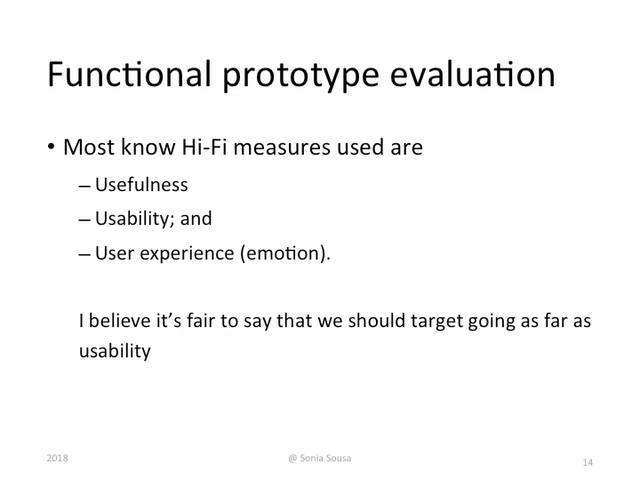 Functional prototype evaluation
• Most know Hi-Fi measures used are
– Usefulness
– Usability; and
– User experience (emotion).
I believe it's fair to say that we should target going as far as
usability
2018
@ Sonia Sousa
14